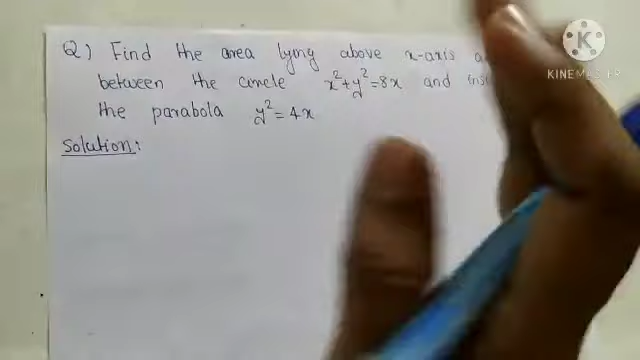 Q) Find the area lying above x-axis a
between the circle x²+y²=8x and ins
the parabola y²=4x
Solution:
KINEMASTER